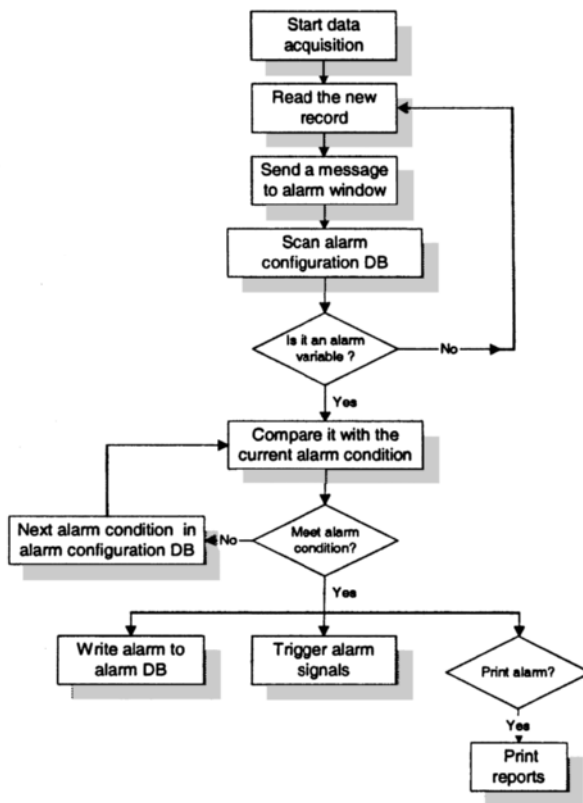 Start data
acquisition
Read the new
record
Send a message
to alarm window
Scan alarm
configuration DB
Is it an alarm
variable ?
No
Yes
Compare it with the
current alarm condition
Next alarm condition in
alarm configuration DB
No
Meet alarm
condition?
Yes
Write alarm to
alarm DB
Trigger alarm
signals
Print alarm?
Yes
Print
reports